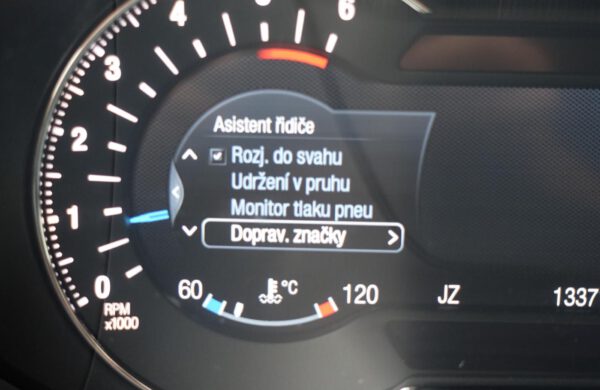 6
5
4
3
2
1
0
RPM
x1000
Asistent řidiče
Rozj. do svahu
Udržení v pruhu
Monitor tlaku pneu
Doprav. značky
60 °C 120 JZ 1337